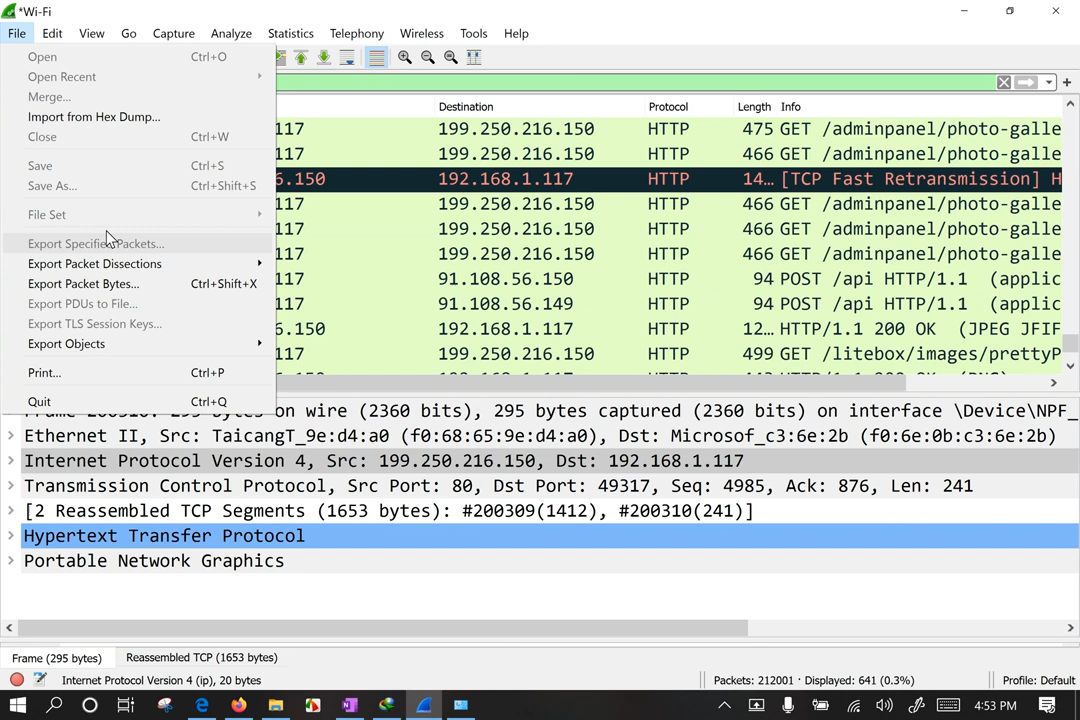 *Wi-Fi
File Edit View Go Capture Analyze Statistics Telephony Wireless Tools Help
Open Ctrl+O
Open Recent
Merge...
Import from Hex Dump...
Close Ctrl+W
Save Ctrl+S
Save As... Ctrl+Shift+S
File Set
Export Specified Packets...
Export Packet Dissections
Export Packet Bytes... Ctrl+Shift+X
Export PDUs to File...
Export TLS Session Keys...
Export Objects
Print... Ctrl+P
Quit Ctrl+Q
Destination Protocol Length Info
117 199.250.216.150 HTTP 475 GET /adminpanel/photo-galle
117 199.250.216.150 HTTP 466 GET /adminpanel/photo-galle
6.150 192.168.1.117 HTTP 14… [TCP Fast Retransmission] H
117 199.250.216.150 HTTP 466 GET /adminpanel/photo-galle
117 199.250.216.150 HTTP 466 GET /adminpanel/photo-galle
117 199.250.216.150 HTTP 466 GET /adminpanel/photo-galle
117 91.108.56.150 HTTP 94 POST /api HTTP/1.1 (applic
117 91.108.56.149 HTTP 94 POST /api HTTP/1.1 (applic
6.150 192.168.1.117 HTTP 12… HTTP/1.1 200 OK (JPEG JFIF
117 199.250.216.150 HTTP 499 GET /litebox/images/prettyP
Frame 200310: 295 bytes on wire (2360 bits), 295 bytes captured (2360 bits) on interface \Device\NPF_
Ethernet II, Src: TaicangT_9e:d4:a0 (f0:68:65:9e:d4:a0), Dst: Microsof_c3:6e:2b (f0:6e:0b:c3:6e:2b)
Internet Protocol Version 4, Src: 199.250.216.150, Dst: 192.168.1.117
Transmission Control Protocol, Src Port: 80, Dst Port: 49317, Seq: 4985, Ack: 876, Len: 241
[2 Reassembled TCP Segments (1653 bytes): #200309(1412), #200310(241)]
Hypertext Transfer Protocol
Portable Network Graphics
Frame (295 bytes) Reassembled TCP (1653 bytes)
Internet Protocol Version 4 (ip), 20 bytes Packets: 212001 · Displayed: 641 (0.3%) Profile: Default
4:53 PM